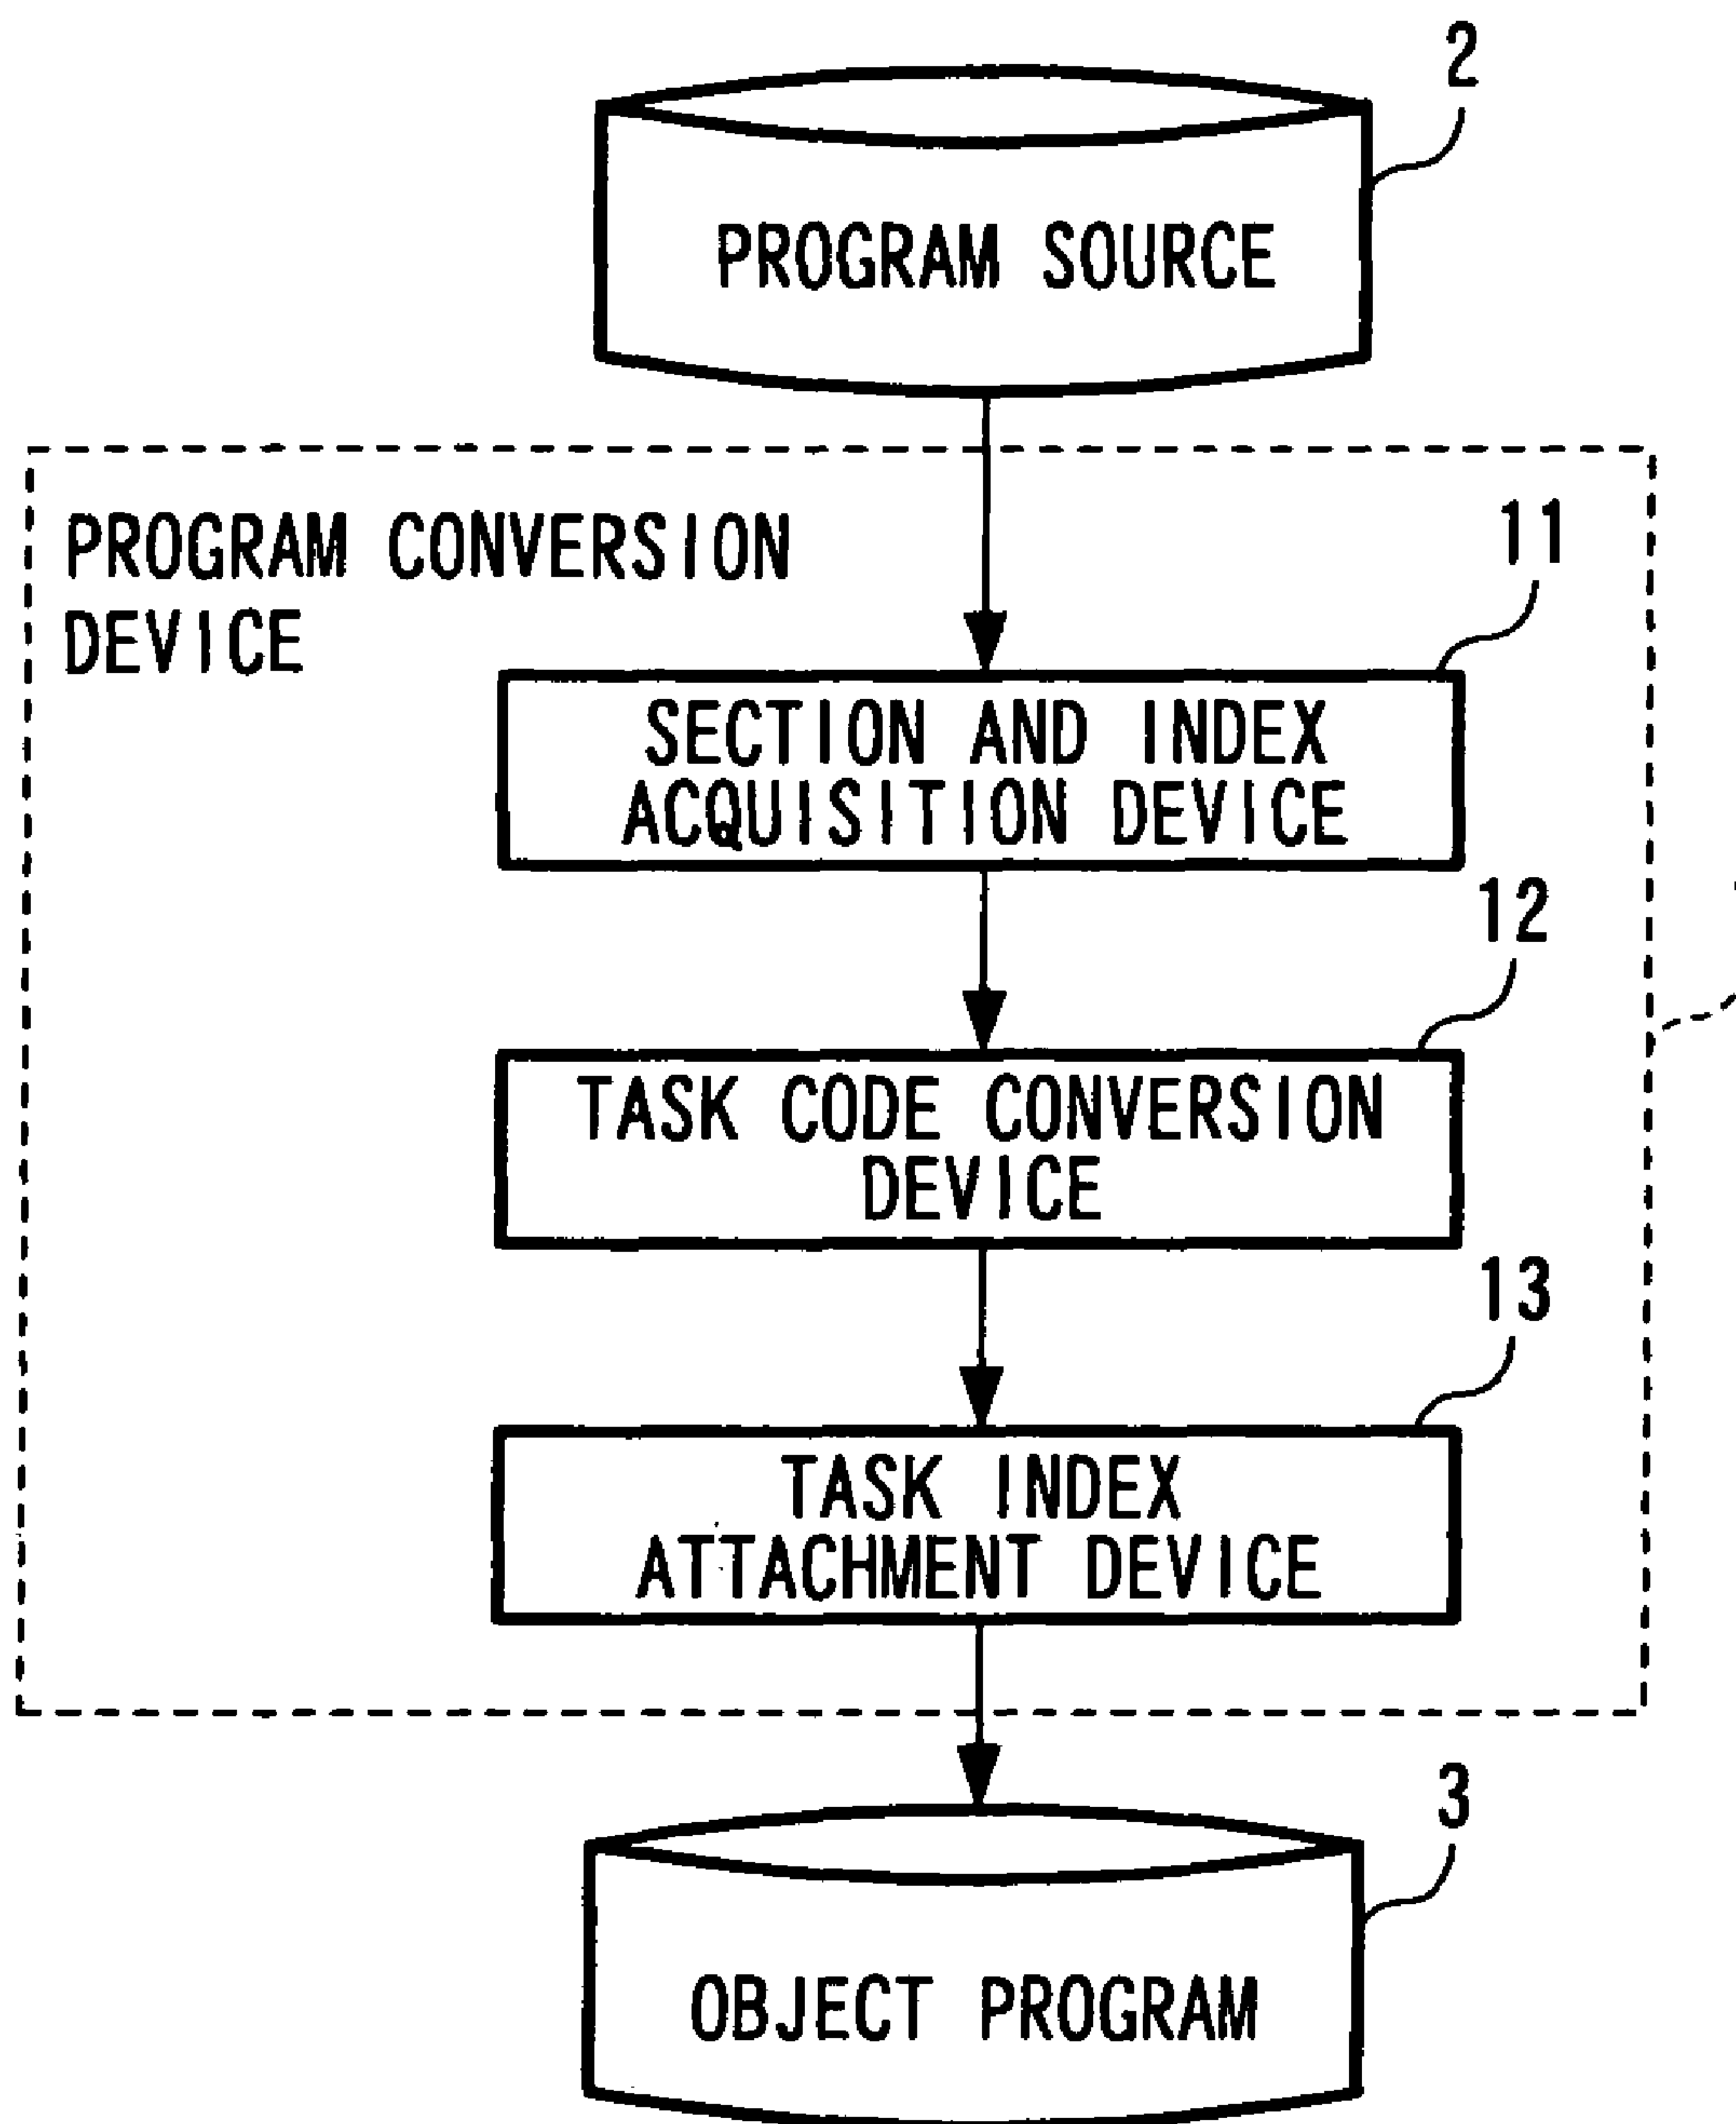 2
PROGRAM SOURCE
PROGRAM CONVERSION
DEVICE
11
SECTION AND INDEX
ACQUISITION DEVICE
12
TASK CODE CONVERSION
DEVICE
13
TASK INDEX
ATTACHMENT DEVICE
3
OBJECT PROGRAM